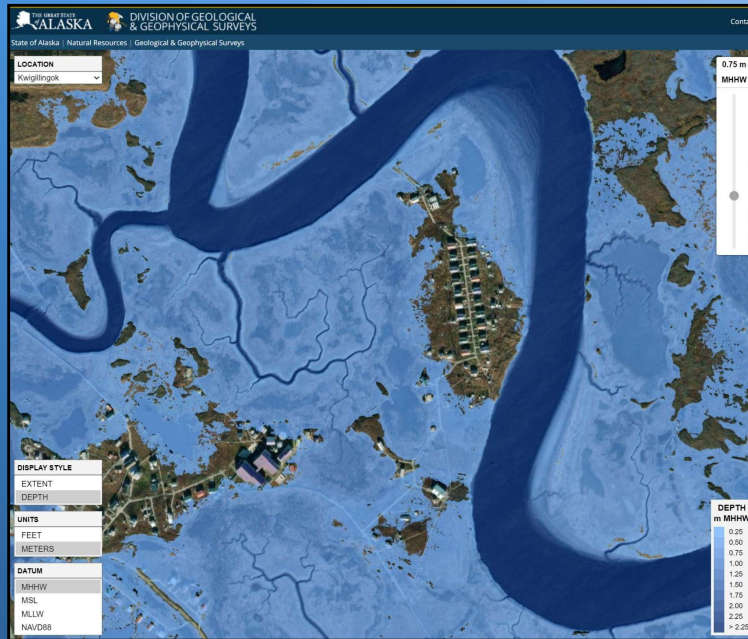 THE GREAT STATE
of ALASKA
DIVISION OF GEOLOGICAL
& GEOPHYSICAL SURVEYS
State of Alaska | Natural Resources | Geological & Geophysical Surveys
LOCATION
Kwigillingok
0.75 m
MHHW
DISPLAY STYLE
EXTENT
DEPTH
UNITS
FEET
METERS
DATUM
MHHW
MSL
MLLW
NAVD88
DEPTH
m MHHW
0.25
0.50
0.75
1.00
1.25
1.50
1.75
2.00
2.25
> 2.25